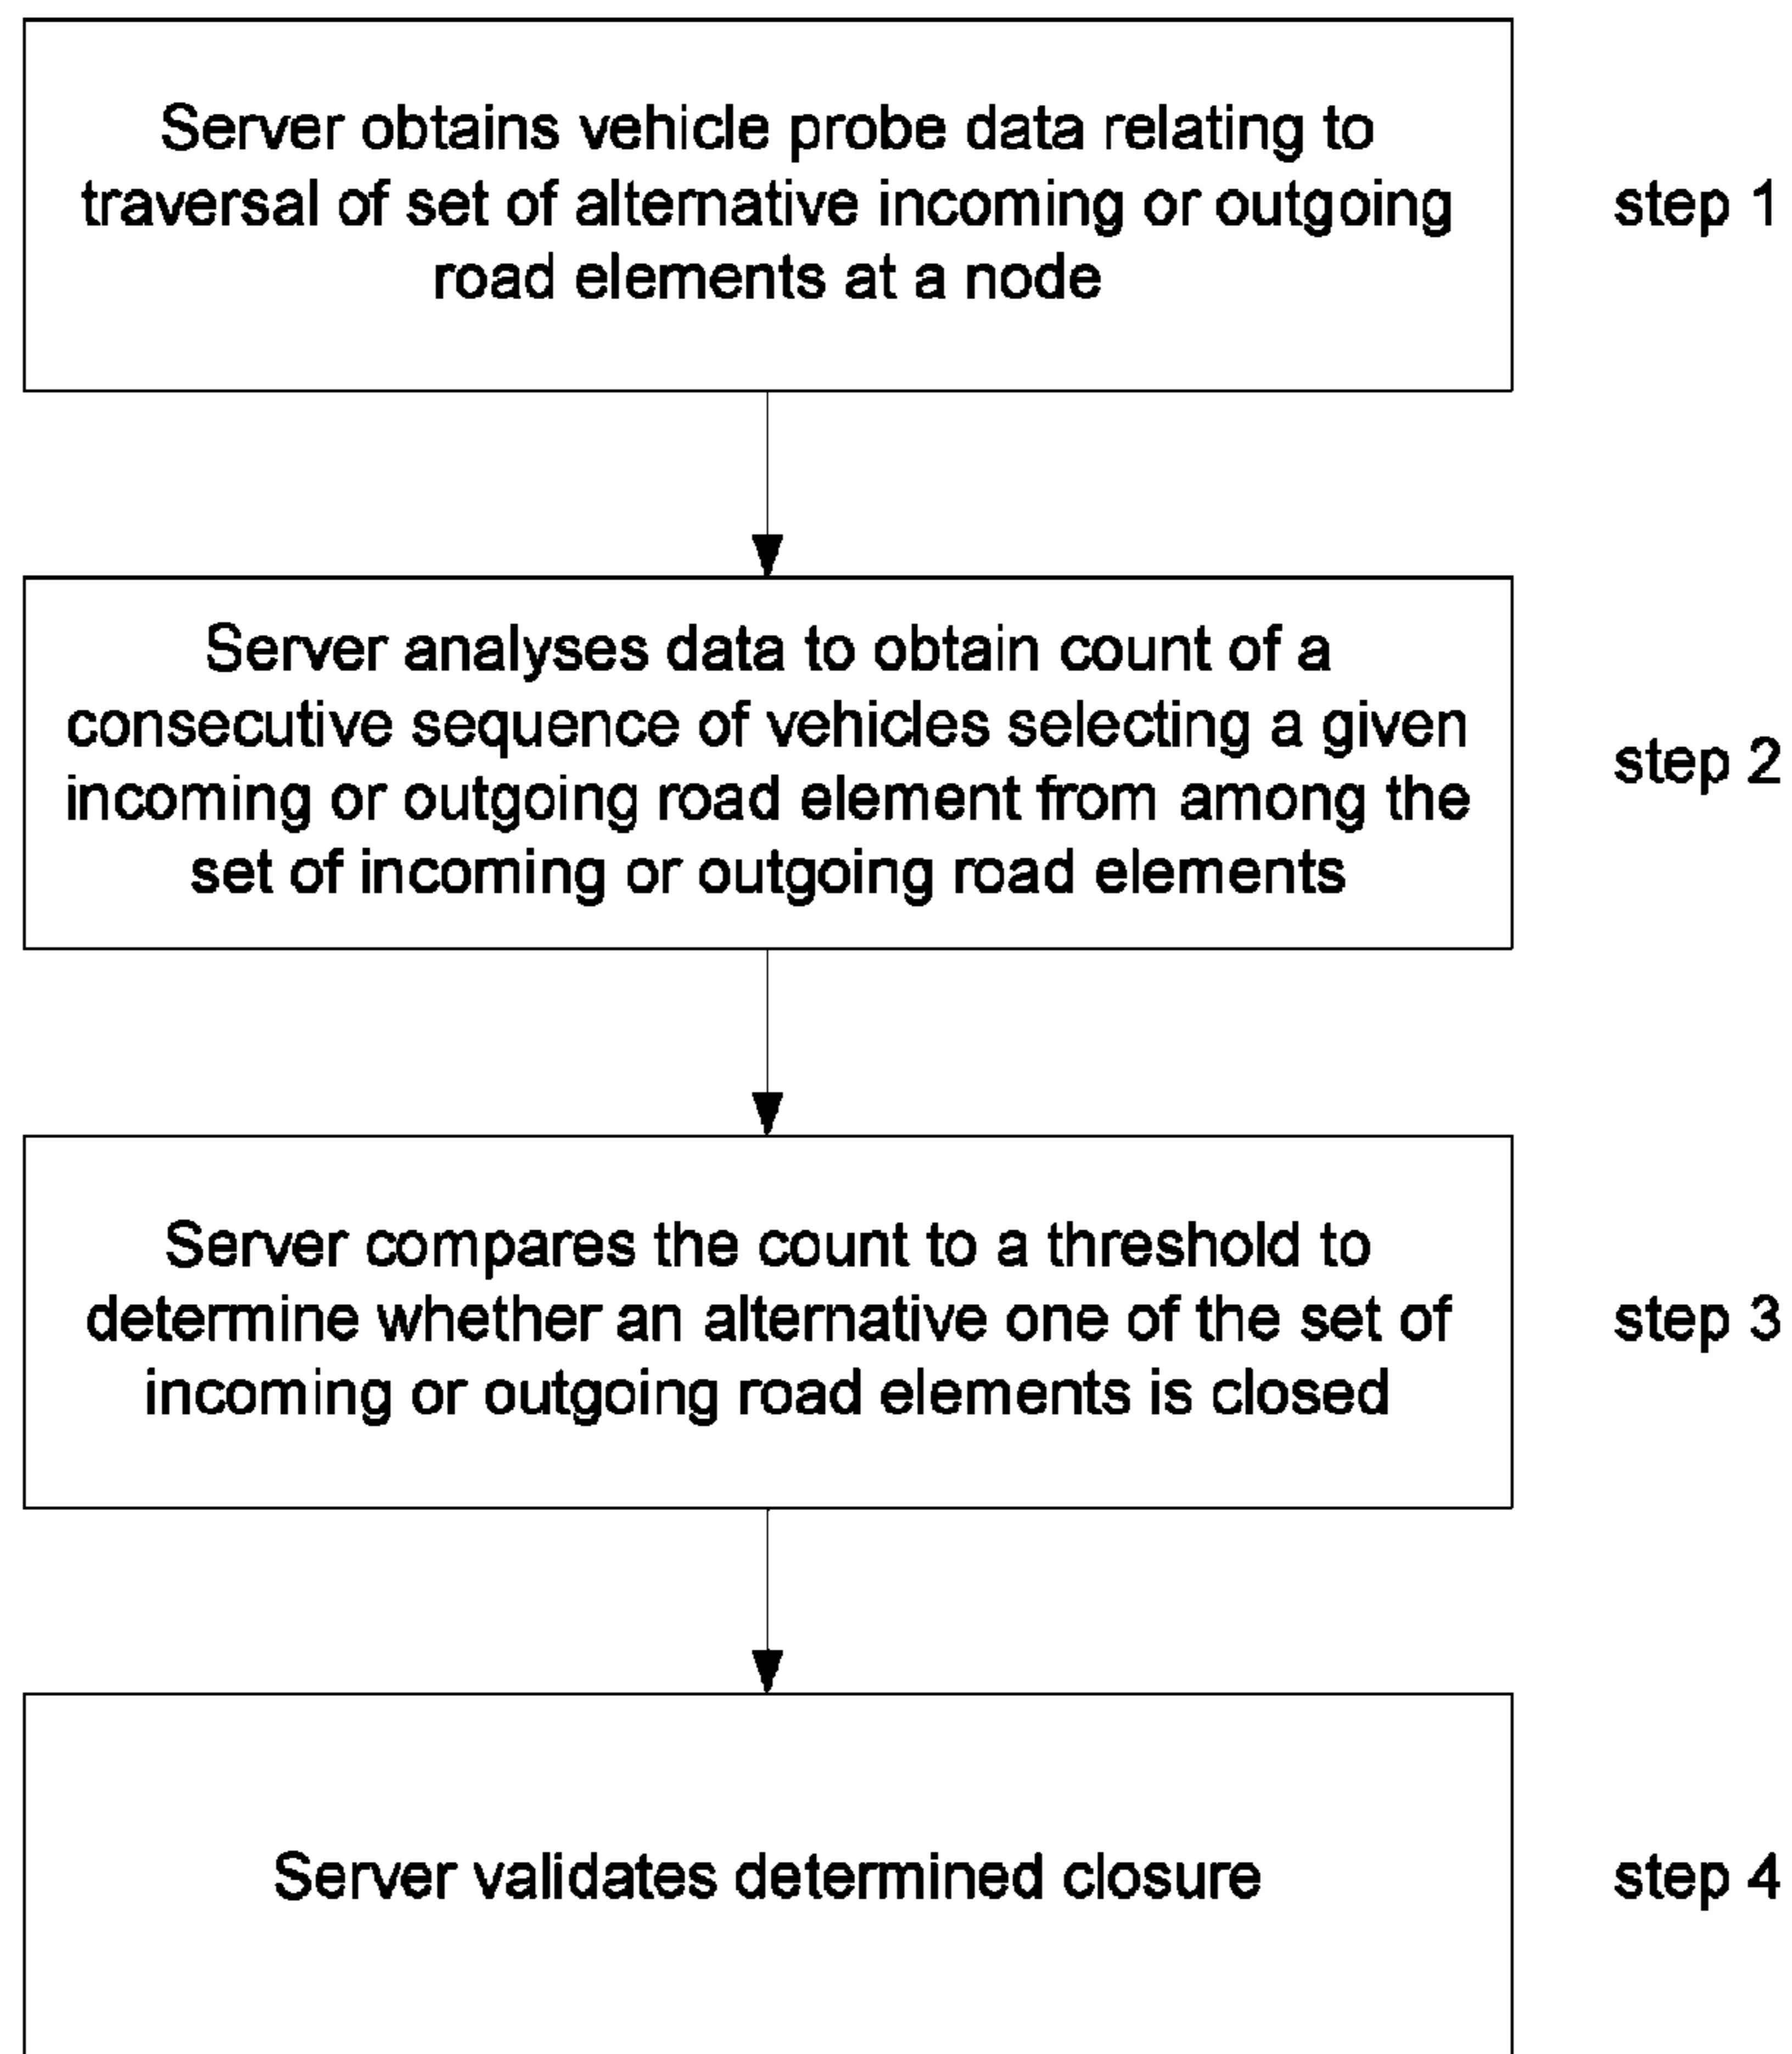 Server obtains vehicle probe data relating to
traversal of set of alternative incoming or outgoing
road elements at a node
step 1
Server analyses data to obtain count of a
consecutive sequence of vehicles selecting a given
incoming or outgoing road element from among the
set of incoming or outgoing road elements
step 2
Server compares the count to a threshold to
determine whether an alternative one of the set of
incoming or outgoing road elements is closed
step 3
Server validates determined closure
step 4